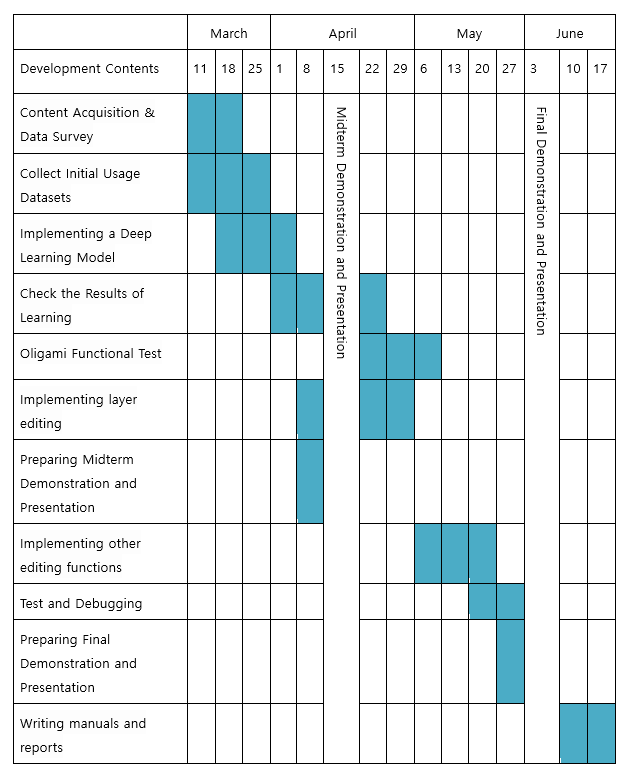 March April May June
Development Contents 11 18 25 1 8 15 22 29 6 13 20 27 3 10 17
Content Acquisition &
Data Survey
Collect Initial Usage
Datasets
Implementing a Deep
Learning Model
Check the Results of
Learning
Oligami Functional Test
Implementing layer
editing
Preparing Midterm
Demonstration and
Presentation
Implementing other
editing functions
Test and Debugging
Preparing Final
Demonstration and
Presentation
Writing manuals and
reports
Midterm Demonstration and Presentation
Final Demonstration and Presentation